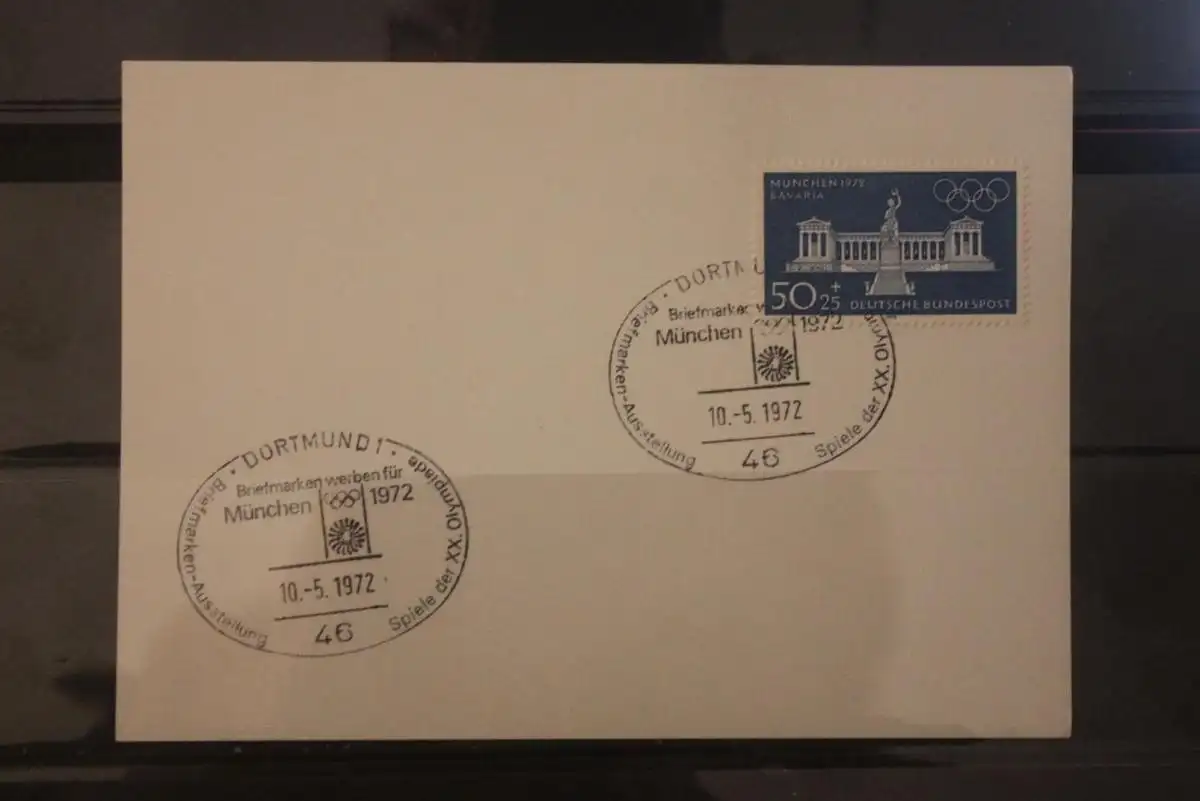 MÜNCHEN 1972
BAVARIA
50+25 DEUTSCHE BUNDESPOST
· DORTMU
Briefmarken w
München 1972
10.-5.1972
46
Briefmarken-Ausstellung
Spiele der XX. Olympiade
· DORTMUND 1 ·
Briefmarken werben für
München 1972
10.-5.1972
46
Briefmarken-Ausstellung
Spiele der XX. Olympiade